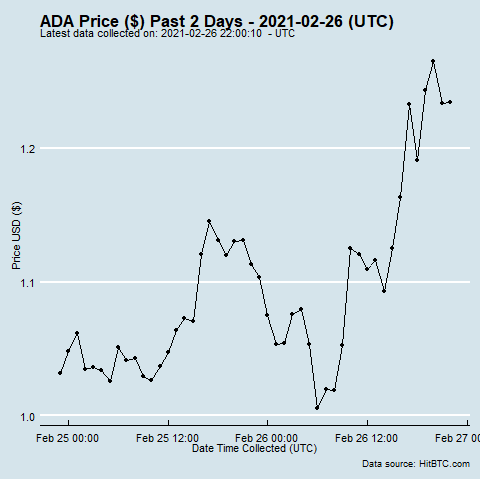 ADA Price ($) Past 2 Days - 2021-02-26 (UTC)
Latest data collected on: 2021-02-26 22:00:10 - UTC
Price USD ($)
1.2
1.1
1.0
Feb 25 00:00 Feb 25 12:00 Feb 26 00:00 Feb 26 12:00 Feb 27 0
Date Time Collected (UTC)
Data source: HitBTC.com